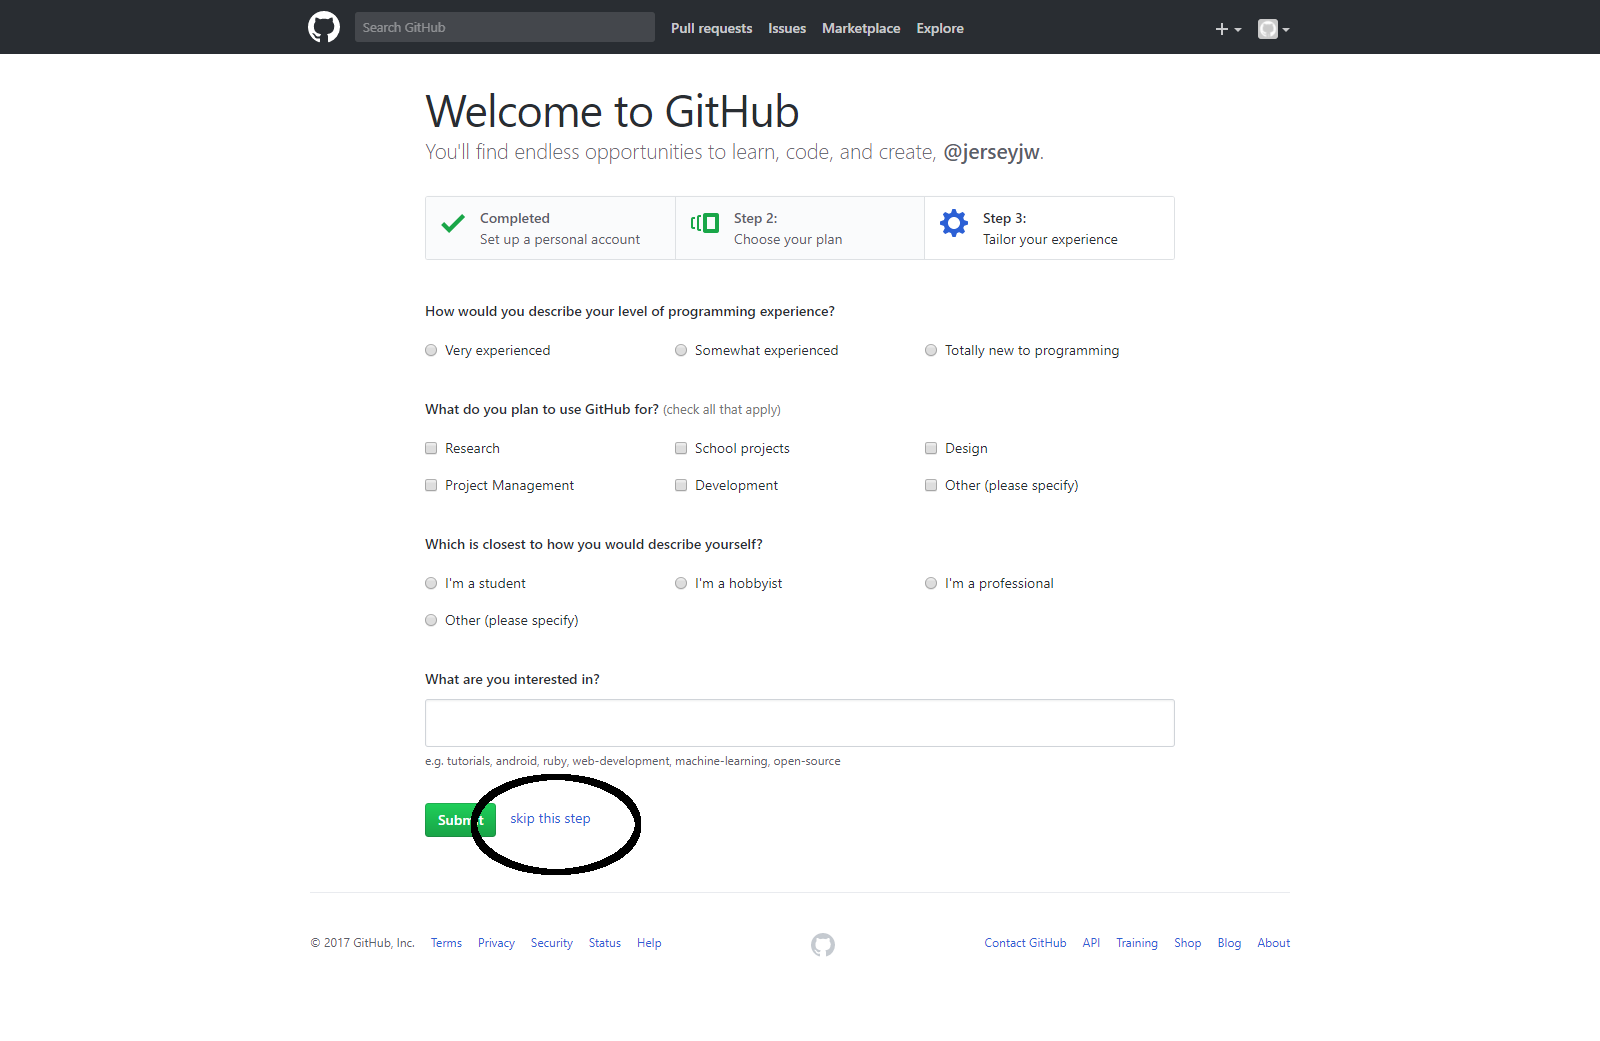 Search GitHub Pull requests Issues Marketplace Explore
Welcome to GitHub
You'll find endless opportunities to learn, code, and create, @jerseyjw.
Completed
Set up a personal account
Step 2:
Choose your plan
Step 3:
Tailor your experience
How would you describe your level of programming experience?
Very experienced Somewhat experienced Totally new to programming
What do you plan to use GitHub for? (check all that apply)
Research School projects Design
Project Management Development Other (please specify)
Which is closest to how you would describe yourself?
I'm a student I'm a hobbyist I'm a professional
Other (please specify)
What are you interested in?
e.g. tutorials, android, ruby, web-development, machine-learning, open-source
Submit skip this step
© 2017 GitHub, Inc. Terms Privacy Security Status Help Contact GitHub API Training Shop Blog About